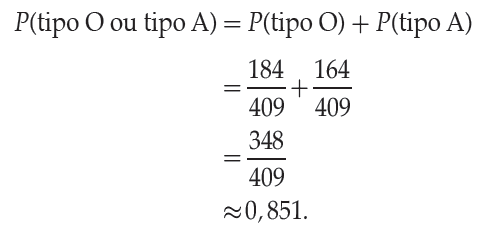 P(tipo O ou tipo A) = P(tipo O) + P(tipo A)
= 184/409 + 164/409
= 348/409
≈0,851.